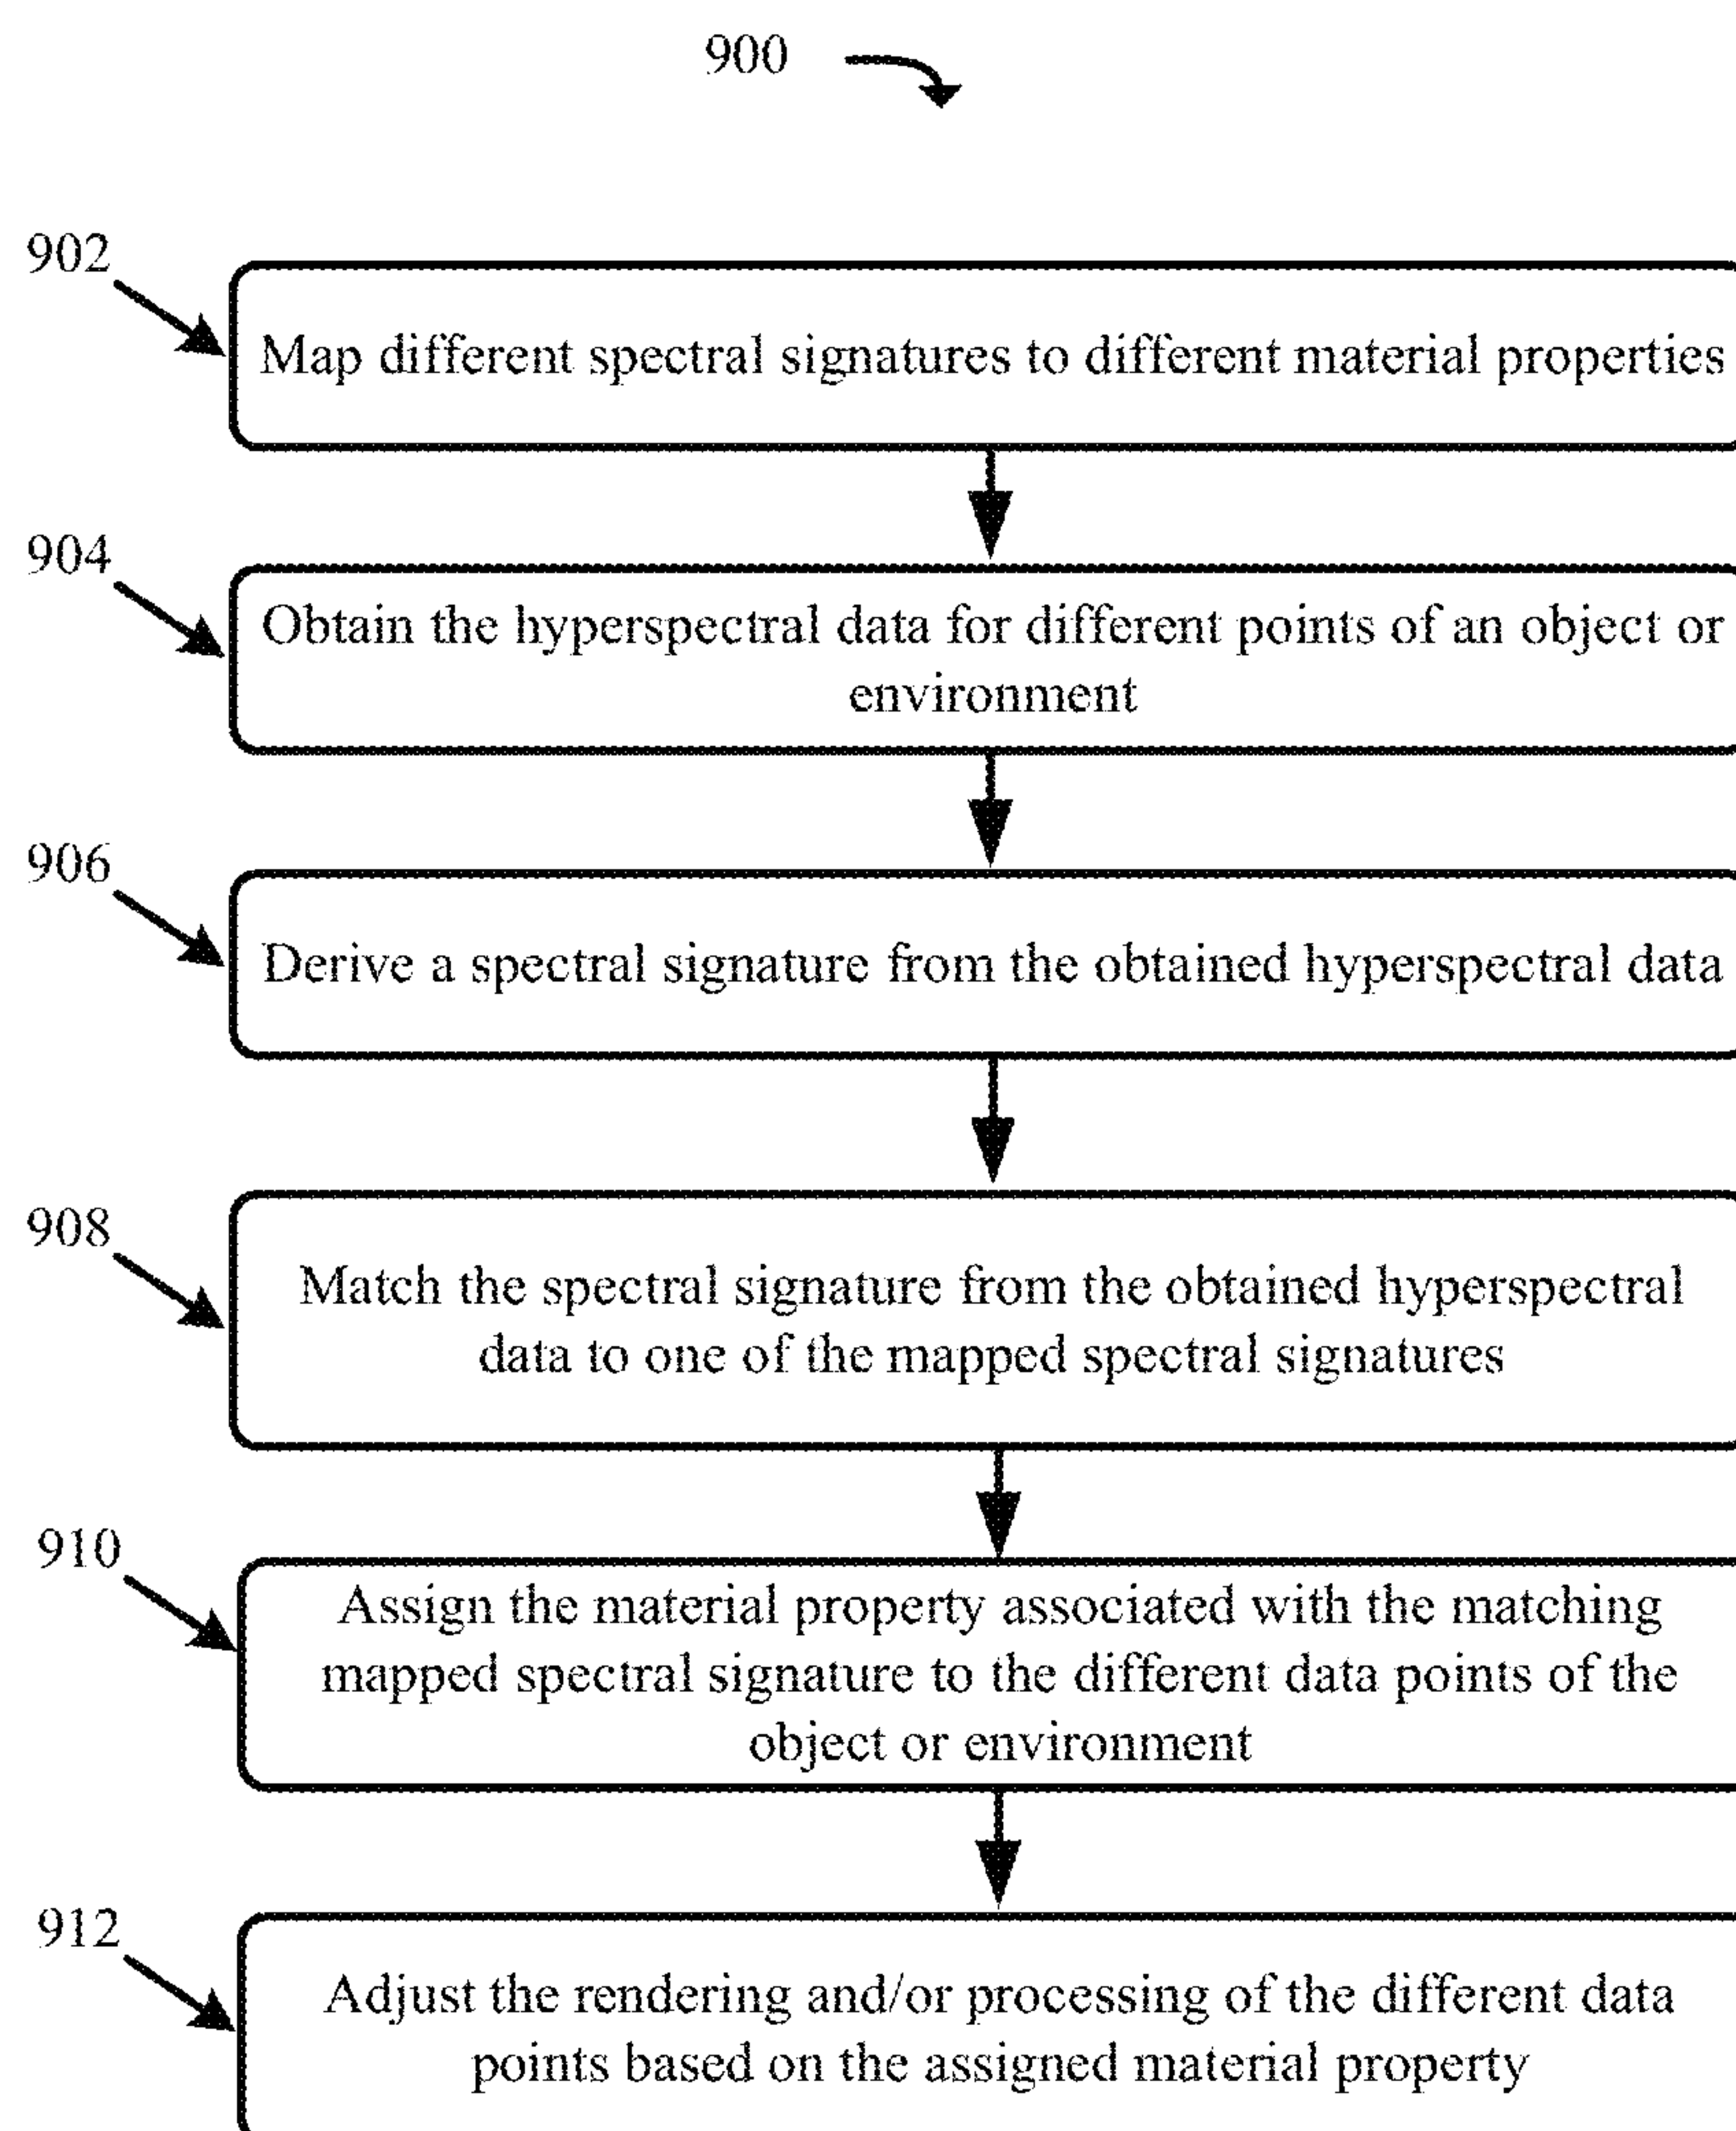 900
902
Map different spectral signatures to different material properties
904
Obtain the hyperspectral data for different points of an object or
environment
906
Derive a spectral signature from the obtained hyperspectral data
908
Match the spectral signature from the obtained hyperspectral
data to one of the mapped spectral signatures
910
Assign the material property associated with the matching
mapped spectral signature to the different data points of the
object or environment
912
Adjust the rendering and/or processing of the different data
points based on the assigned material property